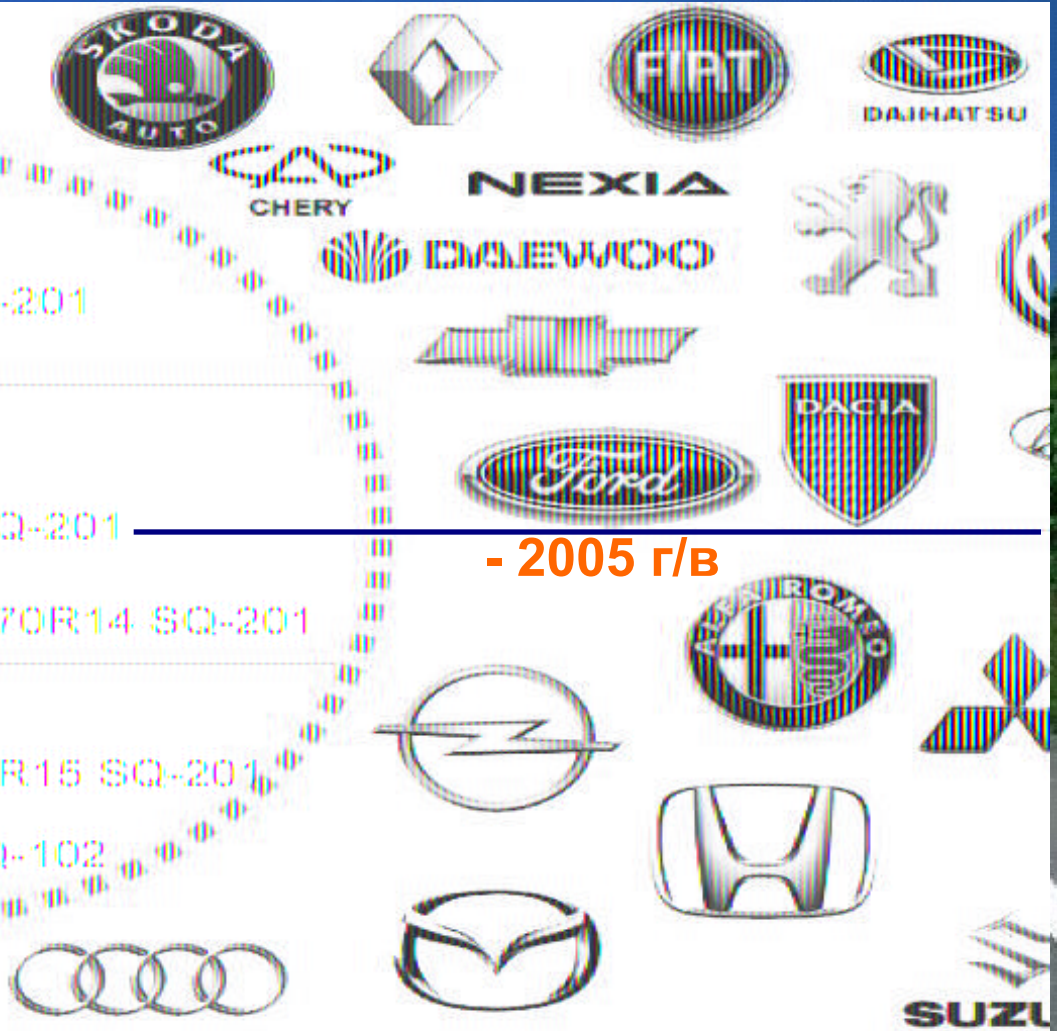 SKODA
AUTO
FIAT
DAIHATSU
CHERY
NEXIA
DAEWOO
-201
DACIA
Ford
Q-201
- 2005 г/в
70R14 SQ-201
ALFA ROMEO
R15 SQ-201
-102
SUZU